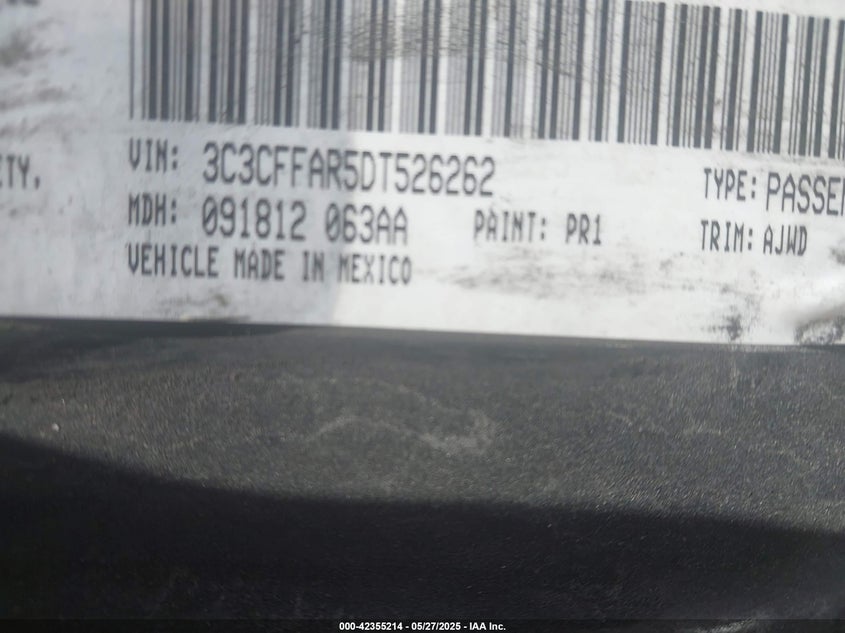 ETY.
VIN: 3C3CFFAR5DT526262
TYPE: PASSEN
MDH: 091812 063AA
PAINT: PR1
TRIM: AJWD
VEHICLE MADE IN MEXICO
000-42355214 - 05/27/2025 - IAA Inc.